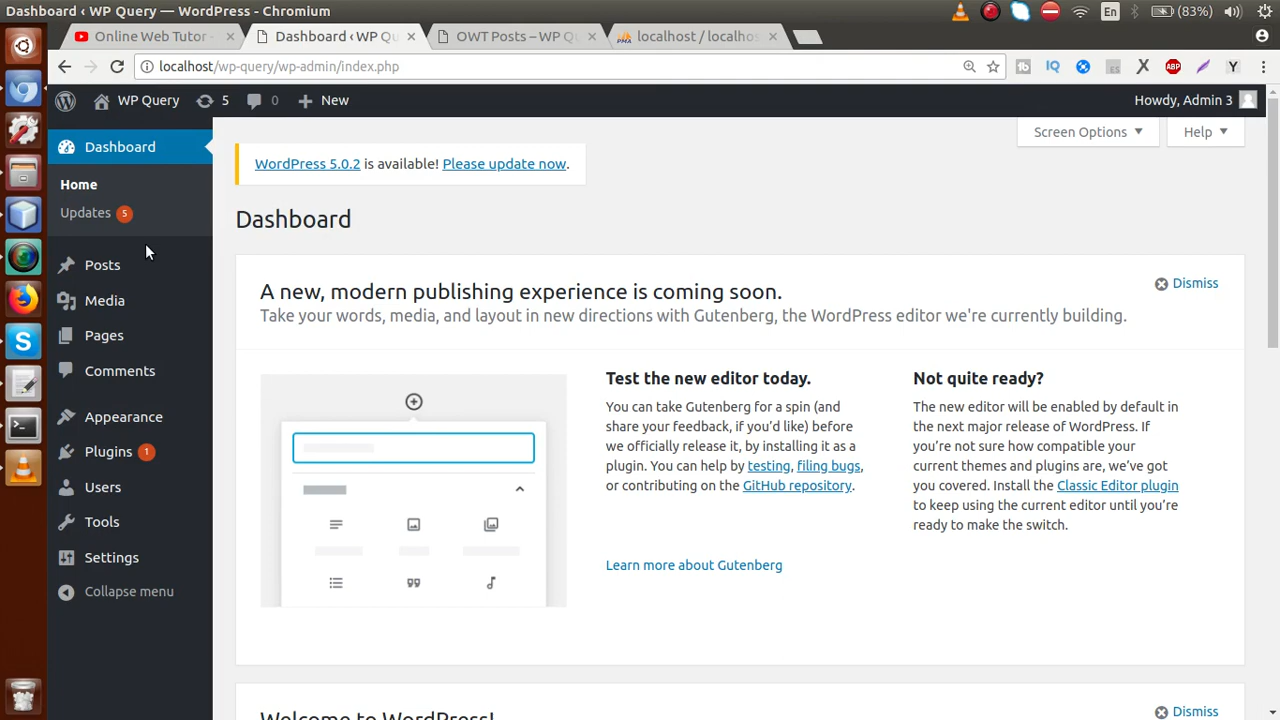 Dashboard ‹ WP Query — WordPress - Chromium
En
(83%)
Online Web Tutor -
Dashboard ‹ WP Qu
OWT Posts – WP Q
localhost / localhos
localhost/wp-query/wp-admin/index.php
WP Query
5
0
New
Howdy, Admin 3
Dashboard
Home
Updates 5
Posts
Media
Pages
Comments
Appearance
Plugins 1
Users
Tools
Settings
Collapse menu
Screen Options
Help
WordPress 5.0.2 is available! Please update now.
Dashboard
A new, modern publishing experience is coming soon.
Dismiss
Take your words, media, and layout in new directions with Gutenberg, the WordPress editor we're currently building.
Test the new editor today.
You can take Gutenberg for a spin (and
share your feedback, if you'd like) before
we officially release it, by installing it as a
plugin. You can help by testing, filing bugs,
or contributing on the GitHub repository.
Learn more about Gutenberg
Not quite ready?
The new editor will be enabled by default in
the next major release of WordPress. If
you're not sure how compatible your
current themes and plugins are, we've got
you covered. Install the Classic Editor plugin
to keep using the current editor until you're
ready to make the switch.
Welcome to WordPress!
Dismiss